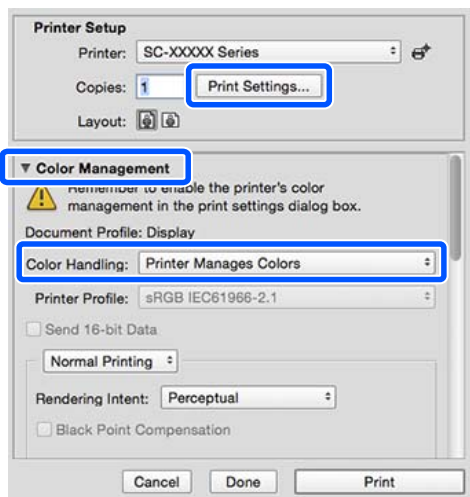 Printer Setup
Printer: SC-XXXXX Series
Copies: 1 Print Settings...
Layout:
▼ Color Management
Remember to enable the printer's color
management in the print settings dialog box.
Document Profile: Display
Color Handling: Printer Manages Colors
Printer Profile: sRGB IEC61966-2.1
Send 16-bit Data
Normal Printing
Rendering Intent: Perceptual
Black Point Compensation
Cancel Done Print